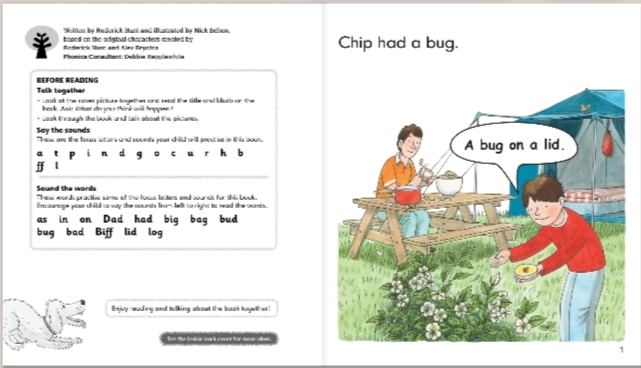 Written by Roderick Hunt and illustrated by Nick Schon,
based on the original characters created by
Roderick Hunt and Alex Brychta
Phonics Consultant: Debbie Hepplewhite
BEFORE READING
Talk together
• Look at the cover picture together and read the title and blurb on the
back. Ask: What do you think will happen?
• Look through the book and talk about the pictures.
Say the sounds
These are the focus letters and sounds your child will practise in this book.
a t p i n d g o c u r h b
ff l
Sound the words
These words practise some of the focus letters and sounds for this book.
Encourage your child to say the sounds from left to right to read the words.
as in on Dad had big bag bud
bug bad Biff lid log
Enjoy reading and talking about the book together!
See the inside back cover for more ideas.
Chip had a bug.
A bug on a lid.
1